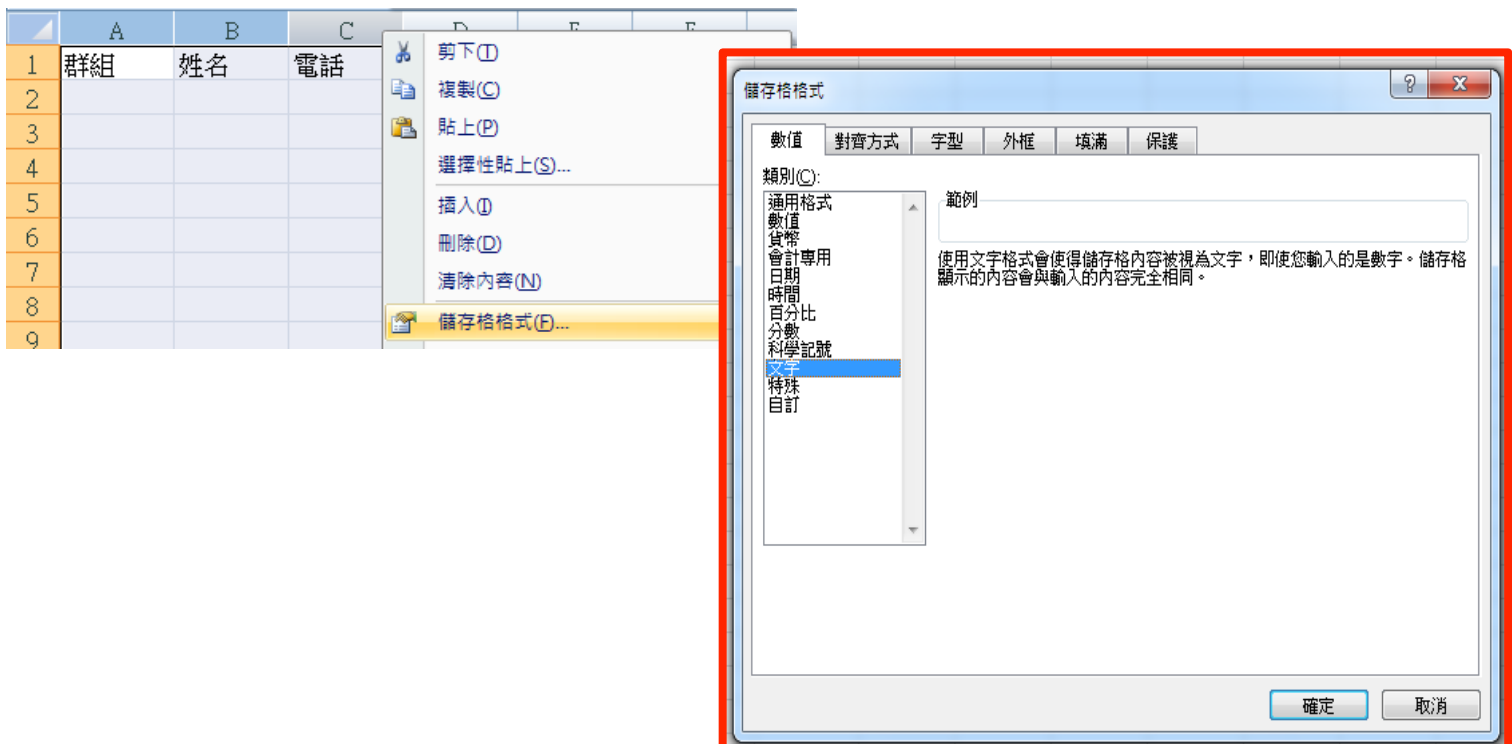 A B C D E F
1 群組 姓名 電話
2
3
4
5
6
7
8
9
剪下(T)
複製(C)
貼上(P)
選擇性貼上(S)...
插入(I)
刪除(D)
清除內容(N)
儲存格格式(F)...
儲存格格式
數值 對齊方式 字型 外框 填滿 保護
類別(C):
通用格式
數值
貨幣
會計專用
日期
時間
百分比
分數
科學記號
文字
特殊
自訂
範例
使用文字格式會使得儲存格內容被視為文字，即使您輸入的是數字。儲存格
顯示的內容會與輸入的內容完全相同。
確定 取消